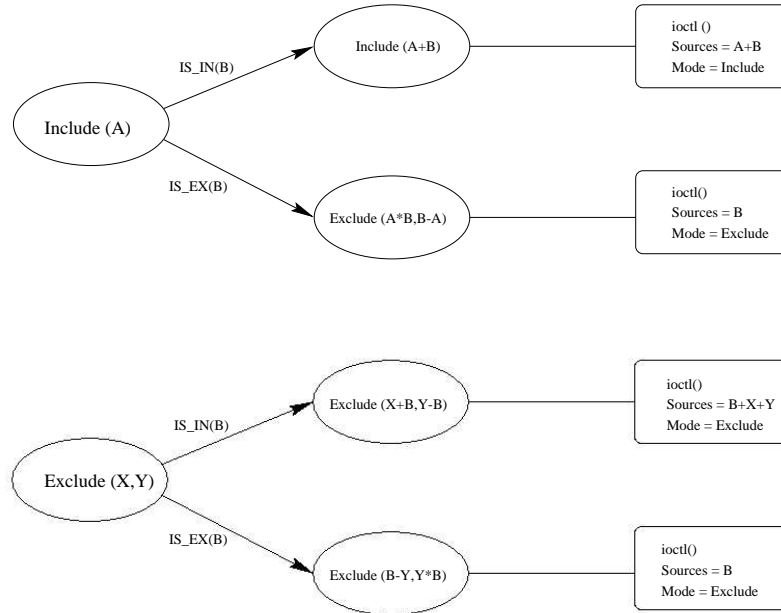 Include (A+B)
ioctl ()
Sources = A+B
Mode = Include
IS_IN(B)
Include (A)
IS_EX(B)
Exclude (A*B,B-A)
ioctl()
Sources = B
Mode = Exclude
Exclude (X+B,Y-B)
ioctl()
Sources = B+X+Y
Mode = Exclude
IS_IN(B)
Exclude (X,Y)
IS_EX(B)
Exclude (B-Y,Y*B)
ioctl()
Sources = B
Mode = Exclude